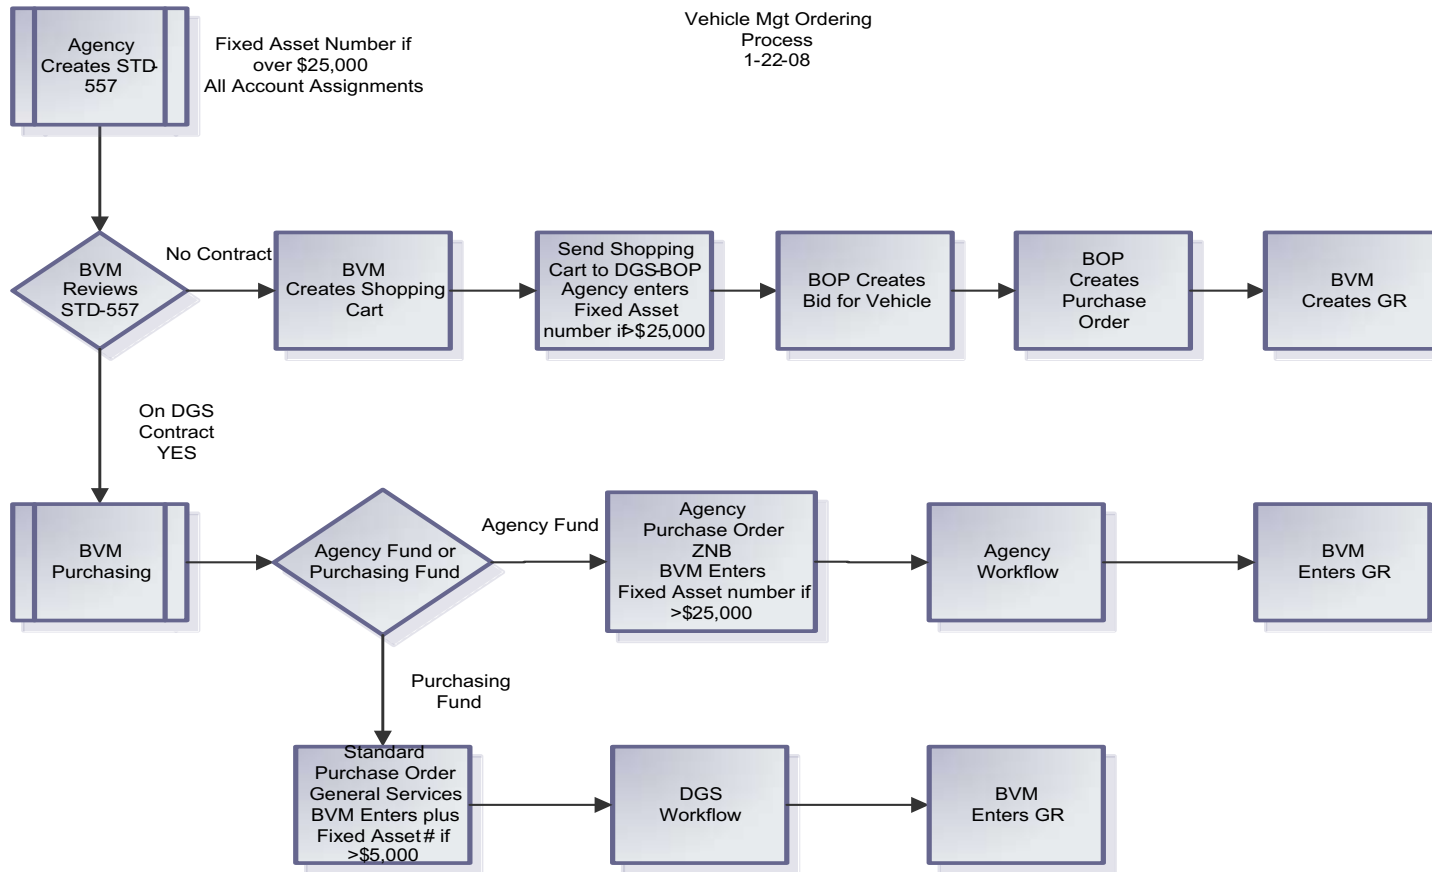 Vehicle Mgt Ordering
Process
1-22-08
Agency
Creates STD-
557
Fixed Asset Number if
over $25,000
All Account Assignments
BVM
Reviews
STD-557
No Contract
BVM
Creates Shopping
Cart
Send Shopping
Cart to DGS-BOP
Agency enters
Fixed Asset
number if>$25,000
BOP Creates
Bid for Vehicle
BOP
Creates
Purchase
Order
BVM
Creates GR
On DGS
Contract
YES
BVM
Purchasing
Agency Fund or
Purchasing Fund
Agency Fund
Agency
Purchase Order
ZNB
BVM Enters
Fixed Asset number if
>$25,000
Agency
Workflow
BVM
Enters GR
Purchasing
Fund
Standard
Purchase Order
General Services
BVM Enters plus
Fixed Asset # if
>$5,000
DGS
Workflow
BVM
Enters GR